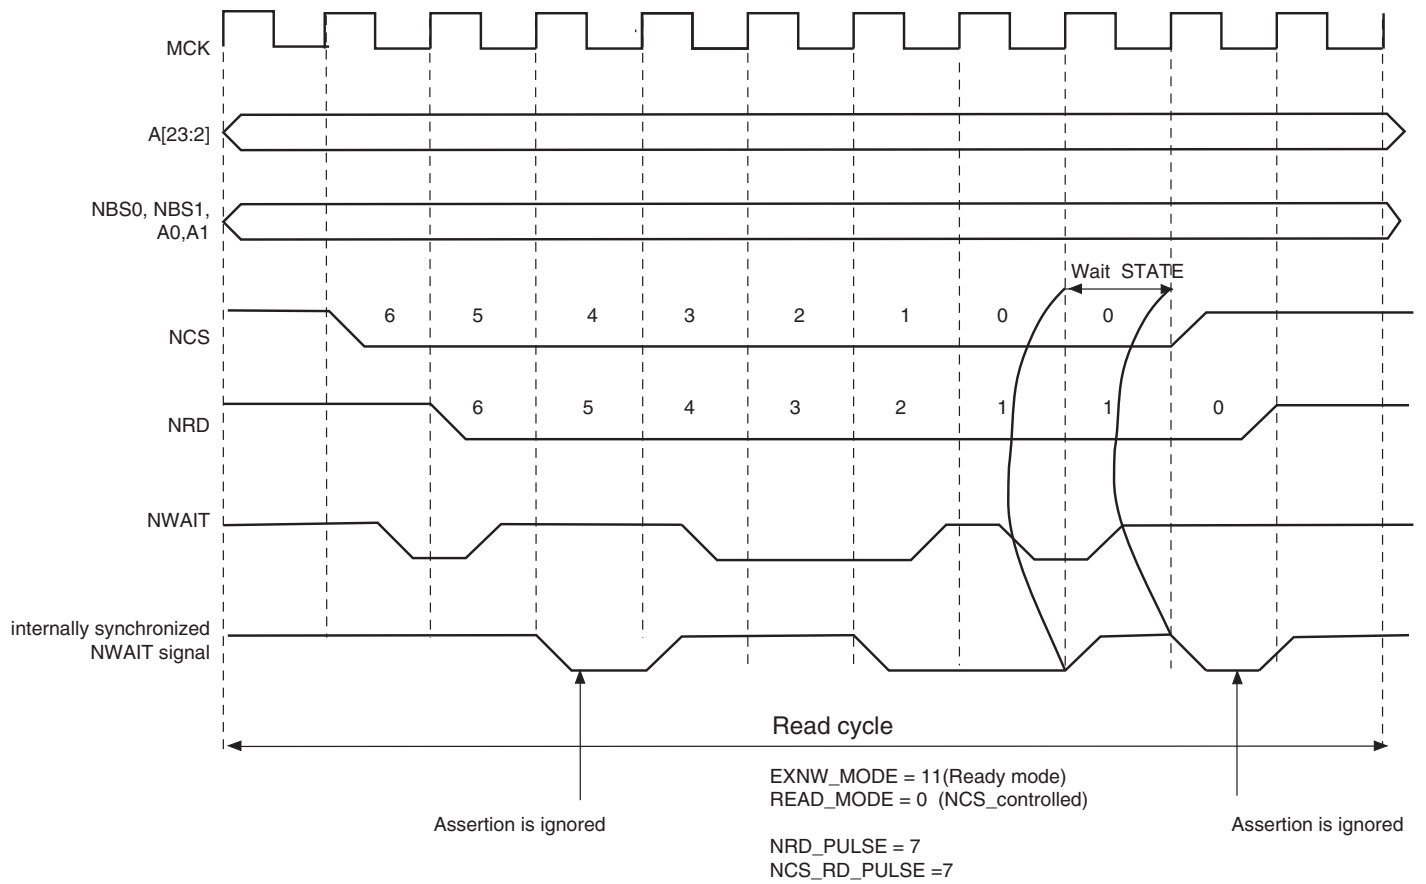 MCK
A[23:2]
NBS0, NBS1,
A0,A1
Wait STATE
NCS
6 5 4 3 2 1 0 0
NRD
6 5 4 3 2 1 1 0
NWAIT
internally synchronized
NWAIT signal
Read cycle
EXNW_MODE = 11(Ready mode)
READ_MODE = 0 (NCS_controlled)
Assertion is ignored
Assertion is ignored
NRD_PULSE = 7
NCS_RD_PULSE =7